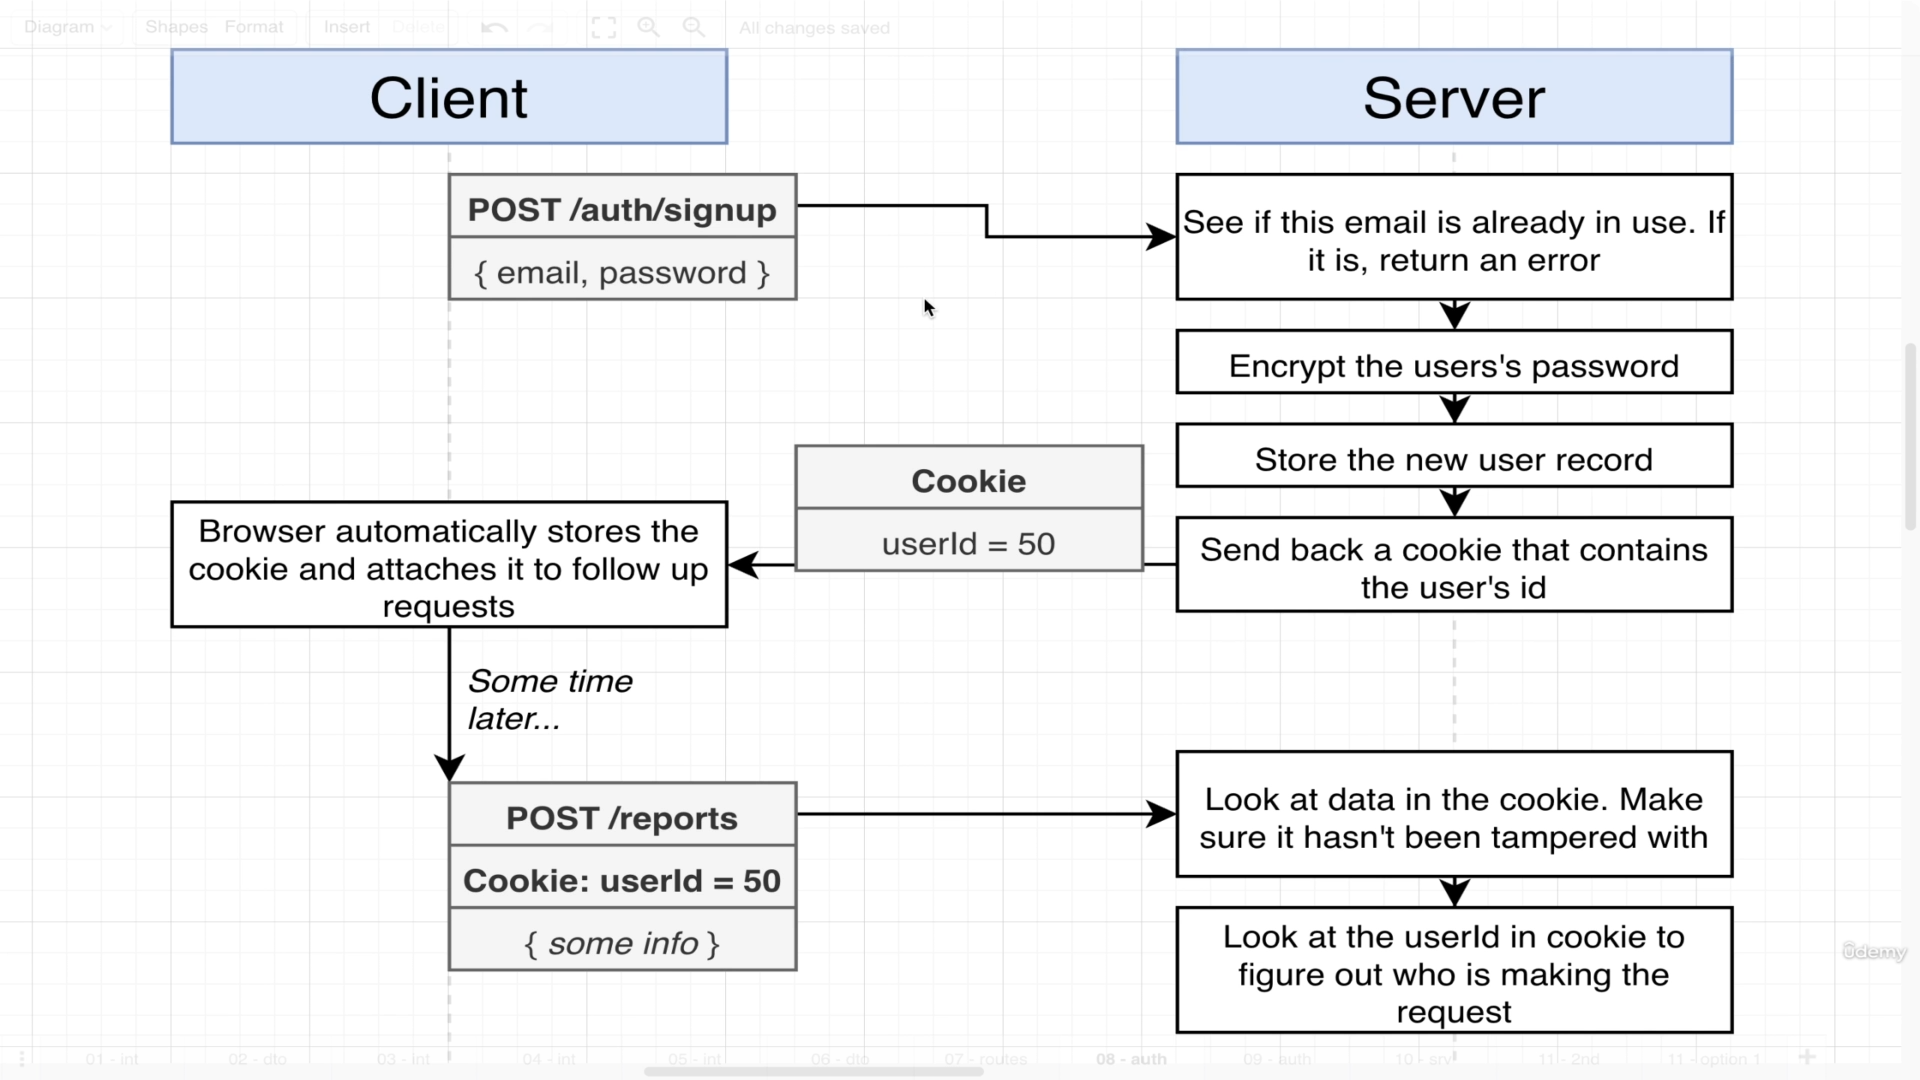 Diagram
Shapes
Format
Insert
Delete
All changes saved
Client
Server
POST /auth/signup
{ email, password }
See if this email is already in use. If
it is, return an error
Encrypt the users's password
Store the new user record
Cookie
userId = 50
Send back a cookie that contains
the user's id
Browser automatically stores the
cookie and attaches it to follow up
requests
Some time
later...
POST /reports
Cookie: userId = 50
{ some info }
Look at data in the cookie. Make
sure it hasn't been tampered with
Look at the userId in cookie to
figure out who is making the
request
ûdemy
01 - int
02 - dto
03 - int
04 - int
05 - int
06 - dto
07 - routes
08 - auth
09 - auth
10 - srv
11 - 2nd
11 - option 1